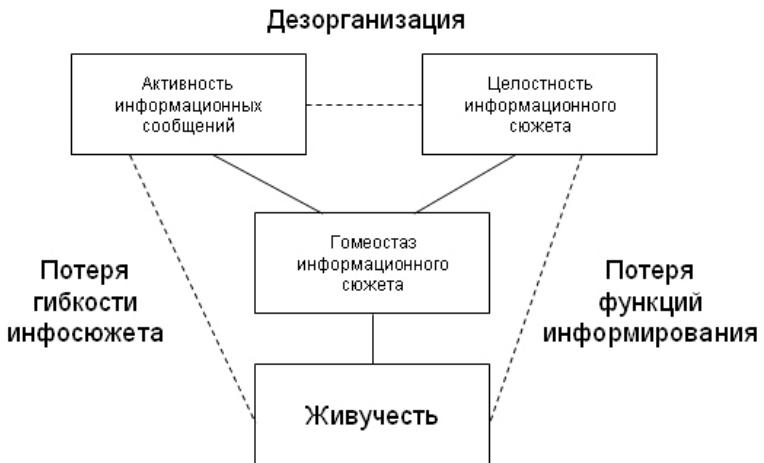 Дезорганизация
Активность
информационных
сообщений
Целостность
информационного
сюжета
Гомеостаз
информационного
сюжета
Потеря
гибкости
инфосюжета
Потеря
функций
информирования
Живучесть